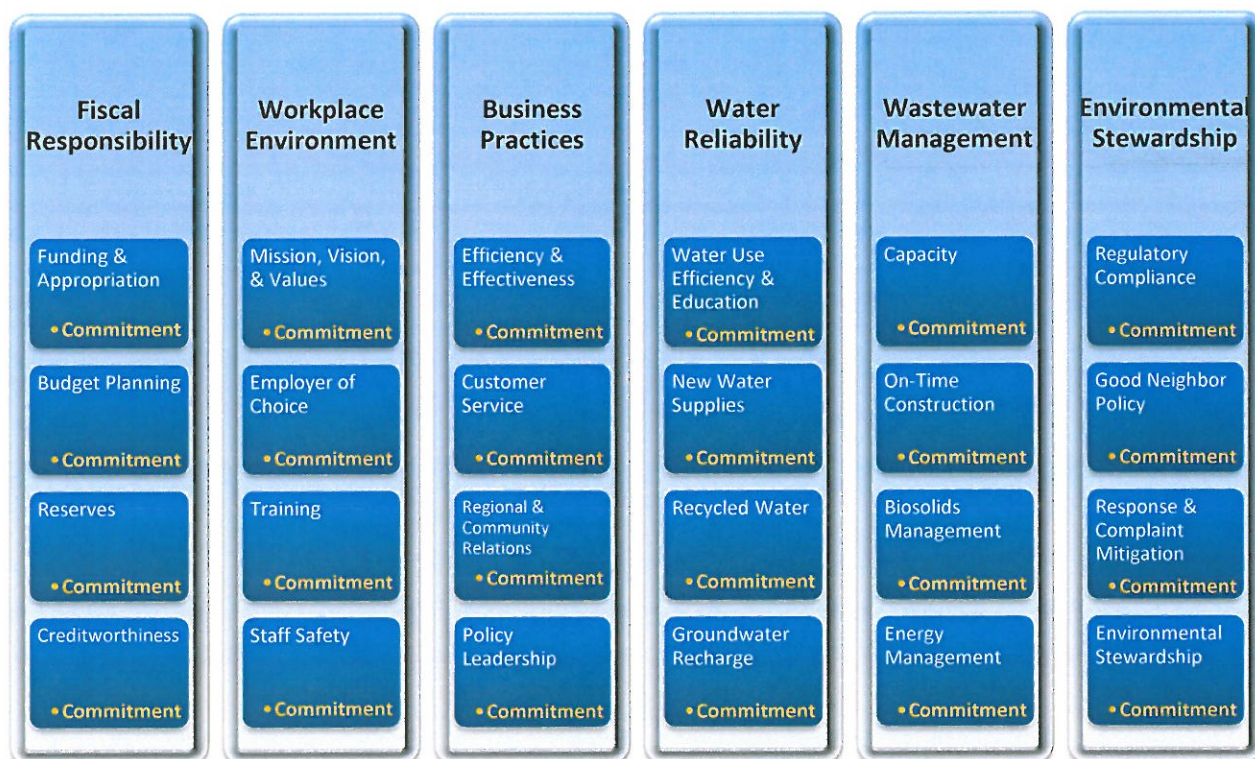 Fiscal
Responsibility
Funding &
Appropriation
•Commitment
Budget Planning
•Commitment
Reserves
•Commitment
Creditworthiness
•Commitment
Workplace
Environment
Mission, Vision,
& Values
•Commitment
Employer of
Choice
•Commitment
Training
•Commitment
Staff Safety
•Commitment
Business
Practices
Efficiency &
Effectiveness
•Commitment
Customer
Service
•Commitment
Regional &
Community
Relations
•Commitment
Policy
Leadership
•Commitment
Water
Reliability
Water Use
Efficiency &
Education
•Commitment
New Water
Supplies
•Commitment
Recycled Water
•Commitment
Groundwater
Recharge
•Commitment
Wastewater
Management
Capacity
•Commitment
On-Time
Construction
•Commitment
Biosolids
Management
•Commitment
Energy
Management
•Commitment
Environmental
Stewardship
Regulatory
Compliance
•Commitment
Good Neighbor
Policy
•Commitment
Response &
Complaint
Mitigation
•Commitment
Environmental
Stewardship
•Commitment